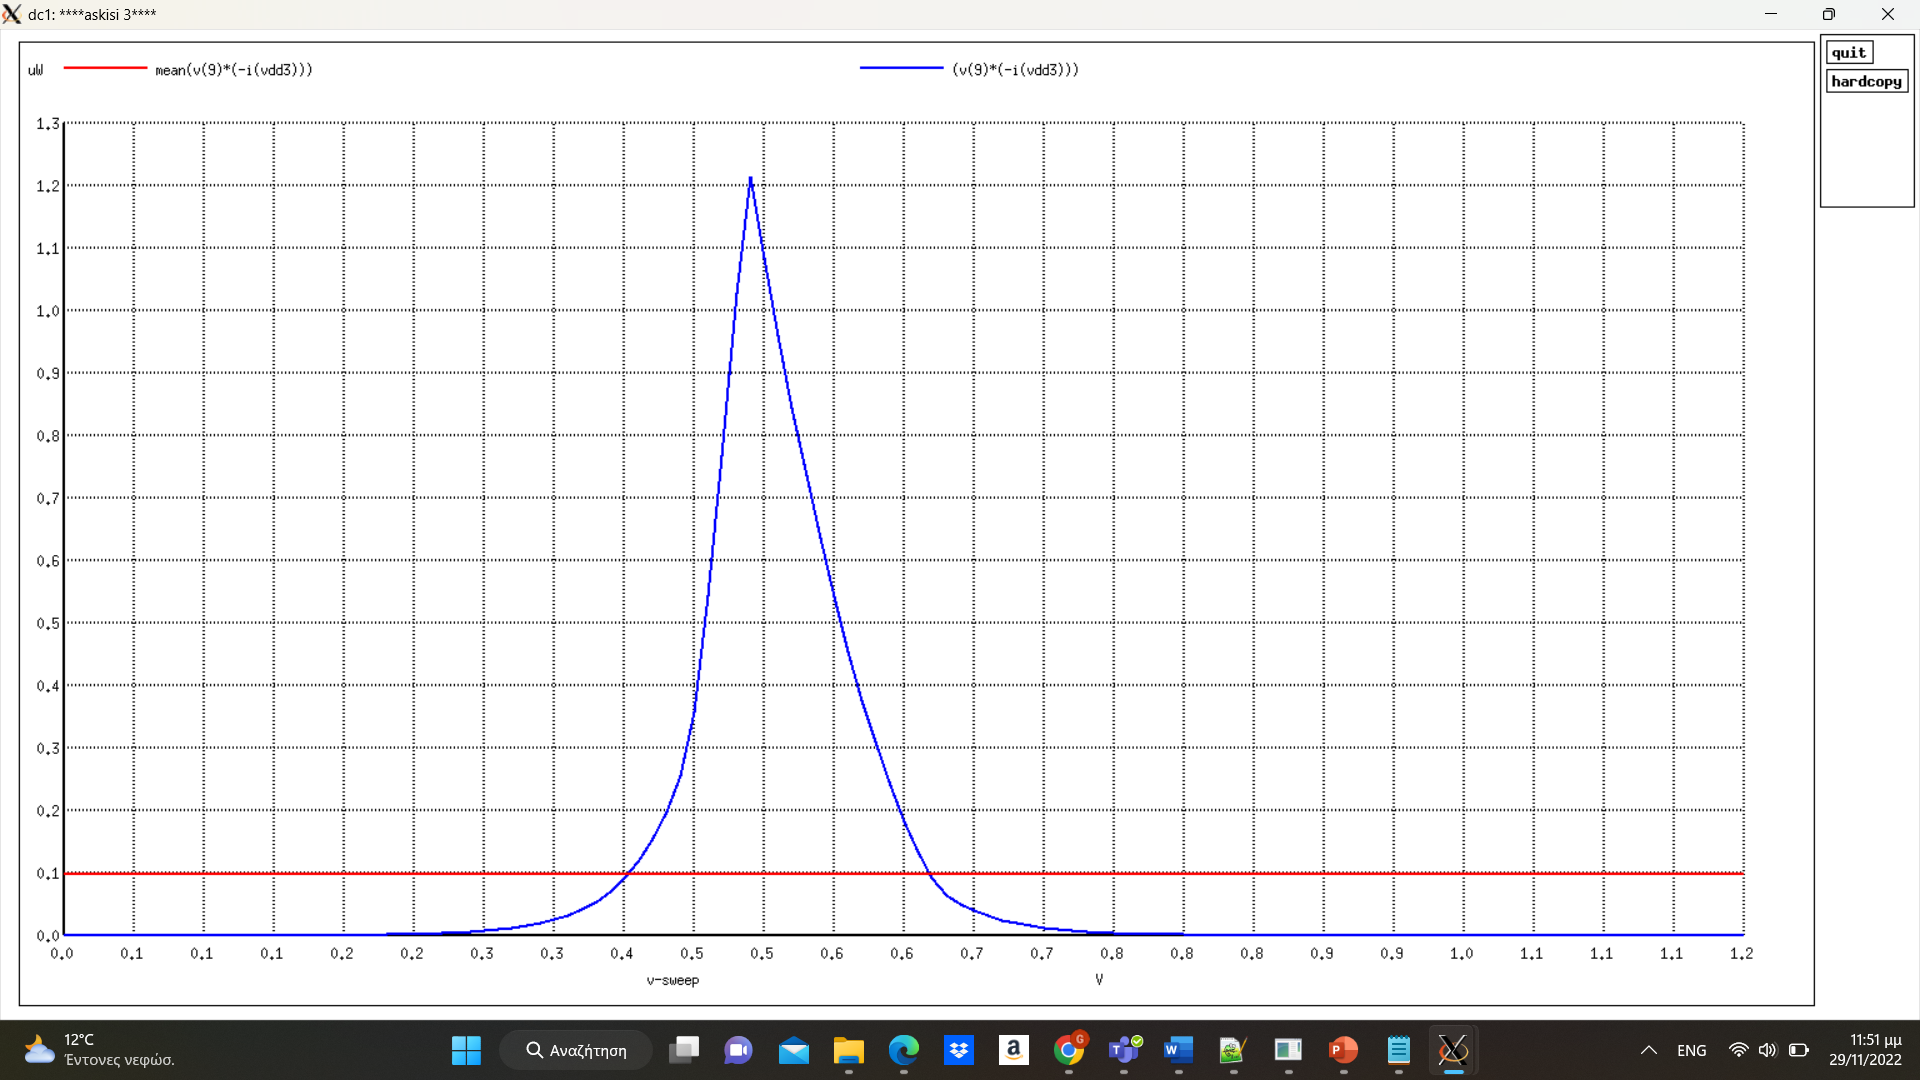 dc1: ****askisi 3****
quit
hardcopy
uW mean(v(9)*(-i(vdd3))) (v(9)*(-i(vdd3)))
1.3
1.2
1.1
1.0
0.9
0.8
0.7
0.6
0.5
0.4
0.3
0.2
0.1
0.0
0.0 0.1 0.1 0.1 0.2 0.2 0.3 0.3 0.4 0.5 0.5 0.6 0.6 0.7 0.7 0.8 0.8 0.8 0.9 0.9 1.0 1.1 1.1 1.1 1.2
v-sweep V
12°C
Έντονες νεφώσ.
Αναζήτηση
G
T
W
P
a
ENG
11:51 μμ
29/11/2022